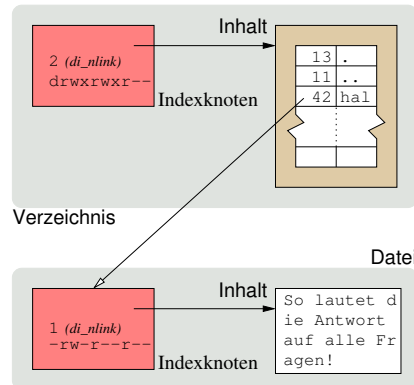 Inhalt
2 (di_nlink)
drwxrwxr--
Indexknoten
13 .
11 ..
42 hal
Verzeichnis
Datei
Inhalt
1 (di_nlink)
-rw-r--r--
Indexknoten
So lautet d
ie Antwort
auf alle Fr
agen!